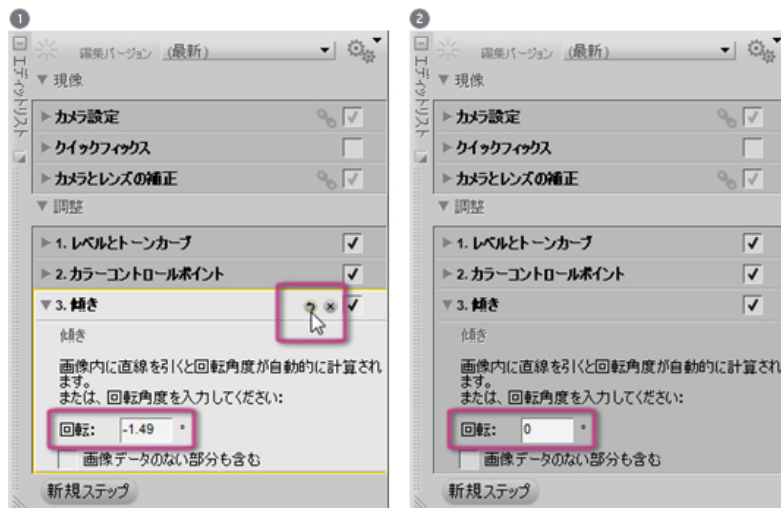 1
エディットリスト
編集バージョン (最新)
▼ 現像
▶ カメラ設定
▶ クイックフィックス
▶ カメラとレンズの補正
▼ 調整
▶ 1. レベルとトーンカーブ
▶ 2. カラーコントロールポイント
▼ 3. 傾き
傾き
画像内に直線を引くと回転角度が自動的に計算され
ます。
または、回転角度を入力してください:
回転: -1.49 °
画像データのない部分も含む
新規ステップ
2
エディットリスト
編集バージョン (最新)
▼ 現像
▶ カメラ設定
▶ クイックフィックス
▶ カメラとレンズの補正
▼ 調整
▶ 1. レベルとトーンカーブ
▶ 2. カラーコントロールポイント
▼ 3. 傾き
傾き
画像内に直線を引くと回転角度が自動的に計算され
ます。
または、回転角度を入力してください:
回転: 0 °
画像データのない部分も含む
新規ステップ